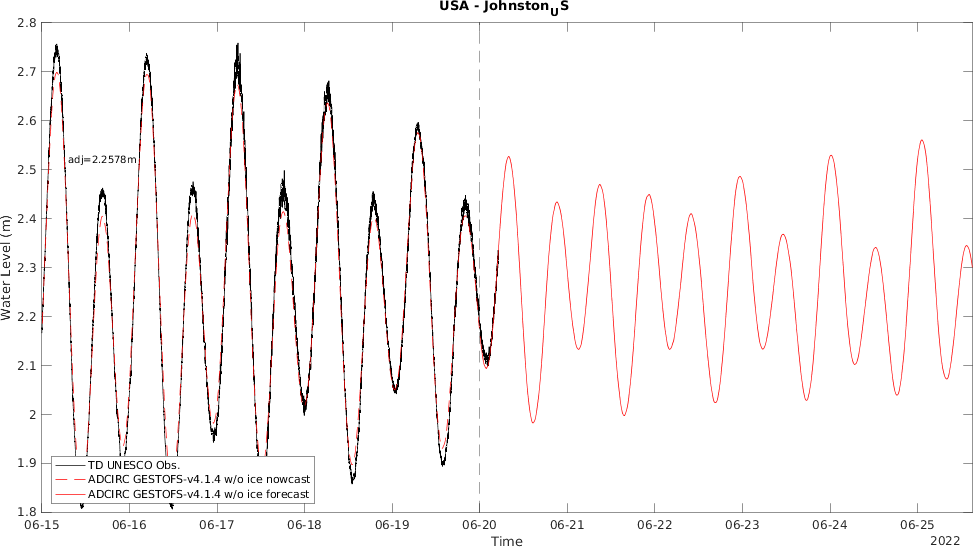 USA - Johnston_US
2.8
2.7
2.6
2.5
2.4
2.3
2.2
2.1
2
1.9
1.8
Water Level (m)
adj=2.2578m
TD UNESCO Obs.
ADCIRC GESTOFS-v4.1.4 w/o ice nowcast
ADCIRC GESTOFS-v4.1.4 w/o ice forecast
06-15 06-16 06-17 06-18 06-19 06-20 06-21 06-22 06-23 06-24 06-25
Time
2022